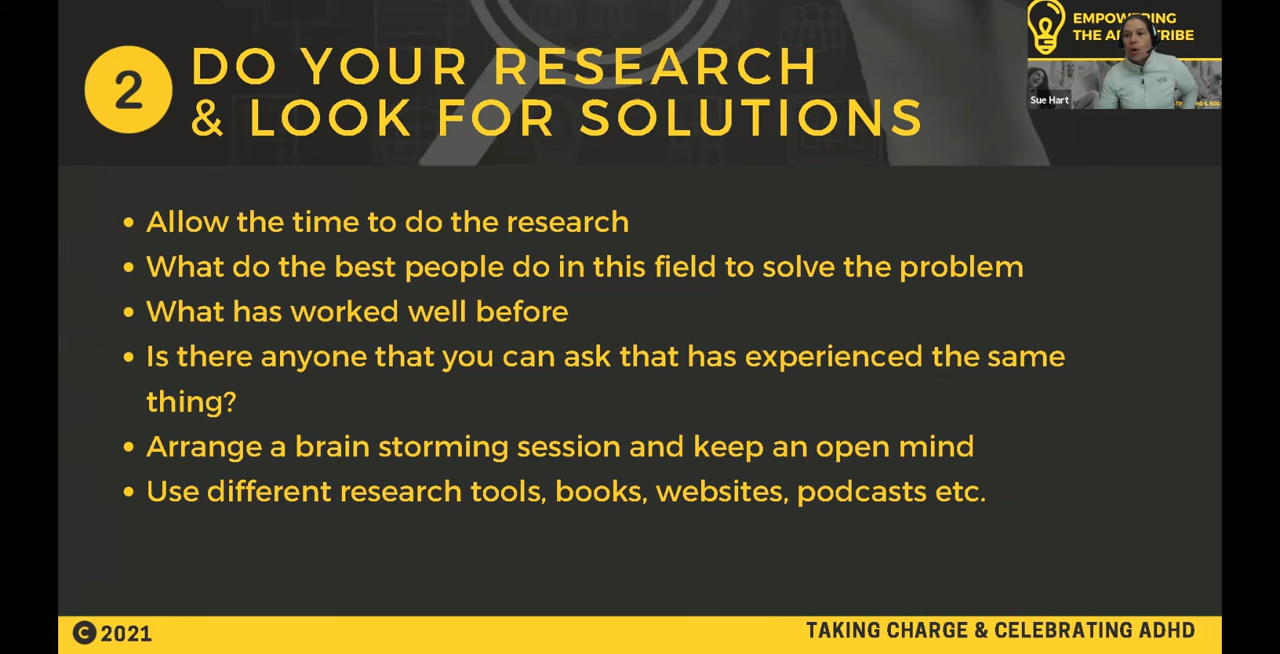 EMPOWERING
THE TRIBE
Sue Hart
2
DO YOUR RESEARCH
& LOOK FOR SOLUTIONS
• Allow the time to do the research
• What do the best people do in this field to solve the problem
• What has worked well before
• Is there anyone that you can ask that has experienced the same
thing?
• Arrange a brain storming session and keep an open mind
• Use different research tools, books, websites, podcasts etc.
© 2021
TAKING CHARGE & CELEBRATING ADHD